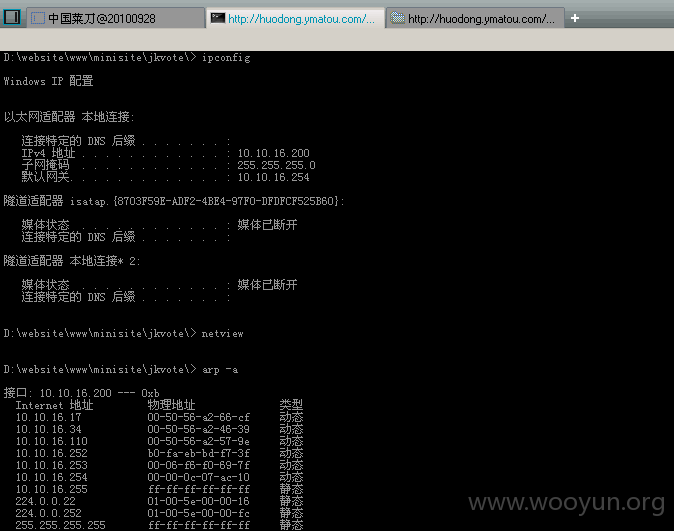 中国菜刀@20100928 http://huodong.ymatou.com/... http://huodong.ymatou.com/...
D:\website\www\minisite\jkvote\> ipconfig
Windows IP 配置
以太网适配器 本地连接:
连接特定的 DNS 后缀 . . . . . . . :
IPv4 地址 . . . . . . . . . . . . : 10.10.16.200
子网掩码 . . . . . . . . . . . . : 255.255.255.0
默认网关. . . . . . . . . . . . . : 10.10.16.254
隧道适配器 isatap.{8703F59E-ADF2-4BE4-97F0-DFDFCF525B60}:
媒体状态 . . . . . . . . . . . . : 媒体已断开
连接特定的 DNS 后缀 . . . . . . . :
隧道适配器 本地连接* 2:
媒体状态 . . . . . . . . . . . . : 媒体已断开
连接特定的 DNS 后缀 . . . . . . . :
D:\website\www\minisite\jkvote\> netview
D:\website\www\minisite\jkvote\> arp -a
接口: 10.10.16.200 --- 0xb
Internet 地址 物理地址 类型
10.10.16.17 00-50-56-a2-66-cf 动态
10.10.16.34 00-50-56-a2-46-39 动态
10.10.16.110 00-50-56-a2-57-9e 动态
10.10.16.252 b0-fa-eb-bd-f7-3f 动态
10.10.16.253 00-06-f6-f0-69-7f 动态
10.10.16.254 00-00-0c-07-ac-10 动态
10.10.16.255 ff-ff-ff-ff-ff-ff 静态
224.0.0.22 01-00-5e-00-00-16 静态
224.0.0.252 01-00-5e-00-00-fc 静态
255.255.255.255 ff-ff-ff-ff-ff-ff 静态
www.wooyun.org